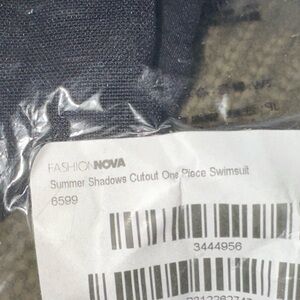 FASHIONNOVA
Summer Shadows Cutout One Piece Swimsuit
6599
3444956